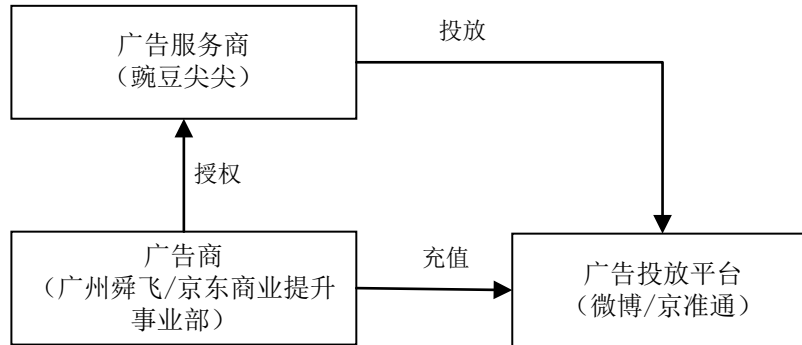 广告服务商
（豌豆尖尖）
投放
授权
广告商
（广州舜飞/京东商业提升
事业部）
充值
广告投放平台
（微博/京准通）